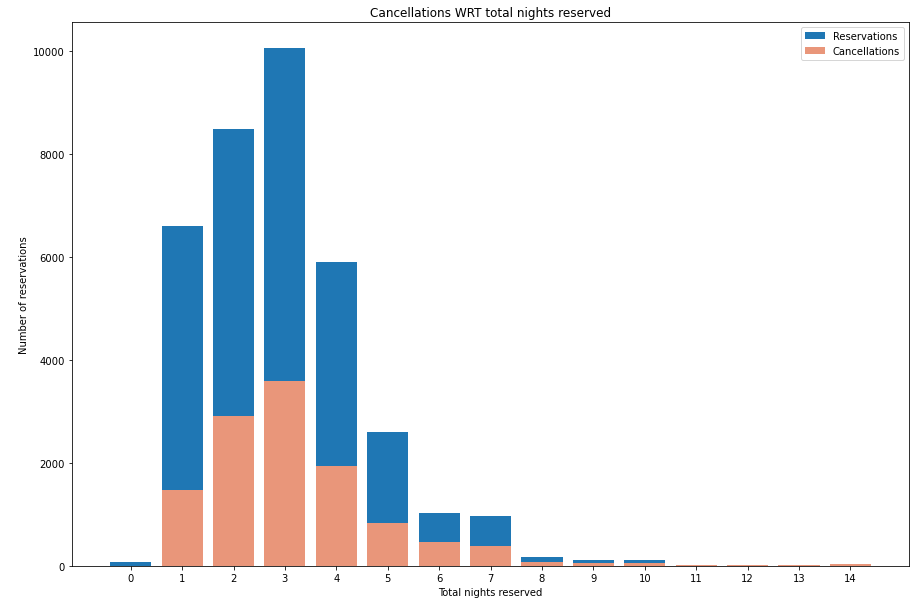 Cancellations WRT total nights reserved
Reservations
Cancellations
10000
8000
6000
4000
2000
0
Number of reservations
0 1 2 3 4 5 6 7 8 9 10 11 12 13 14
Total nights reserved